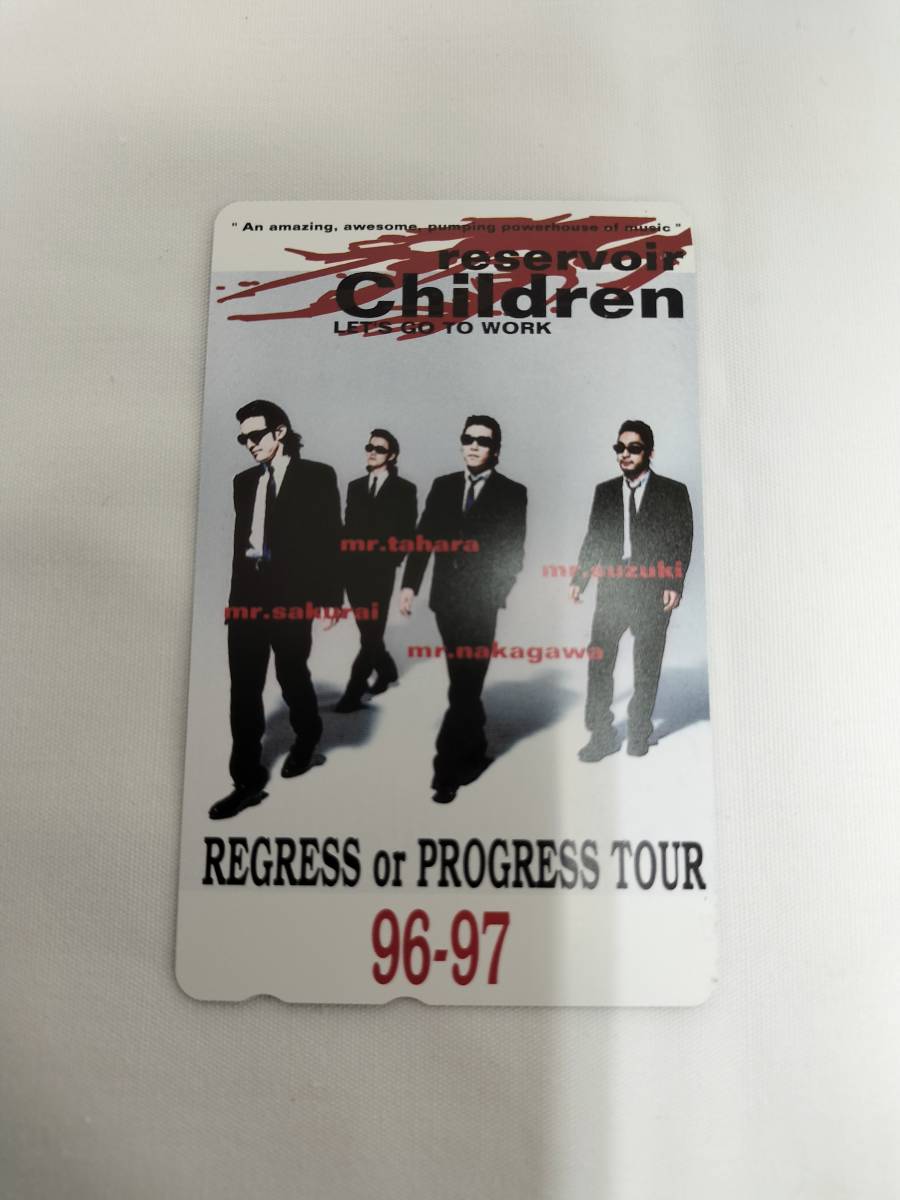 " An amazing, awesome, pumping powerhouse of music "
reservoir
Children
LET'S GO TO WORK
mr.tahara
mr.suzuki
mr.sakurai
mr.nakagawa
REGRESS or PROGRESS TOUR
96-97